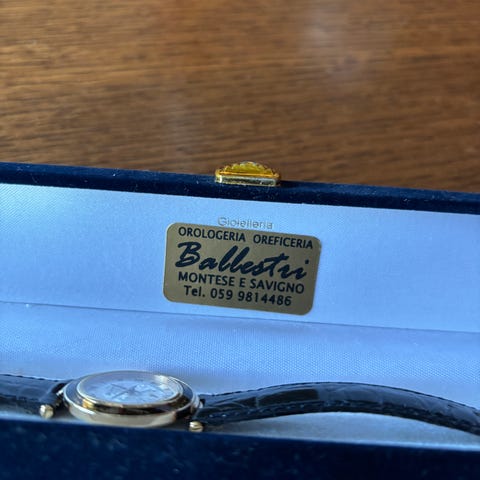 Gioielleria
OROLOGERIA OREFICERIA
Ballestri
MONTESE E SAVIGNO
Tel. 059 9814486